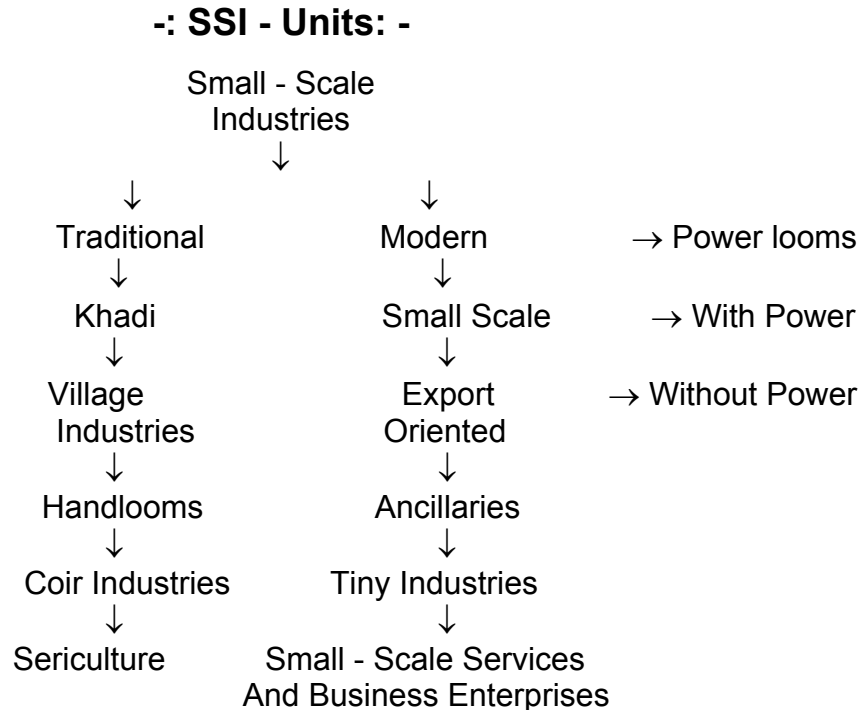 -: SSI - Units: -
Small - Scale
Industries
↓
↓ ↓
Traditional Modern → Power looms
↓ ↓
Khadi Small Scale → With Power
↓ ↓
Village Export → Without Power
Industries Oriented
↓ ↓
Handlooms Ancillaries
↓ ↓
Coir Industries Tiny Industries
↓ ↓
Sericulture Small - Scale Services
And Business Enterprises